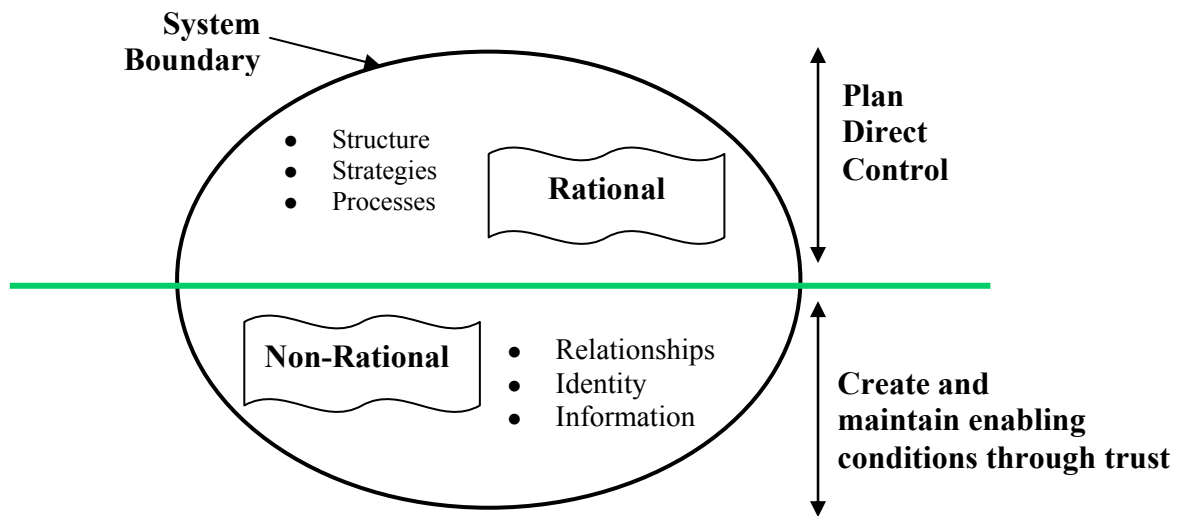 System
Boundary
● Structure
● Strategies
● Processes
Rational
Plan
Direct
Control
Non-Rational
● Relationships
● Identity
● Information
Create and
maintain enabling
conditions through trust